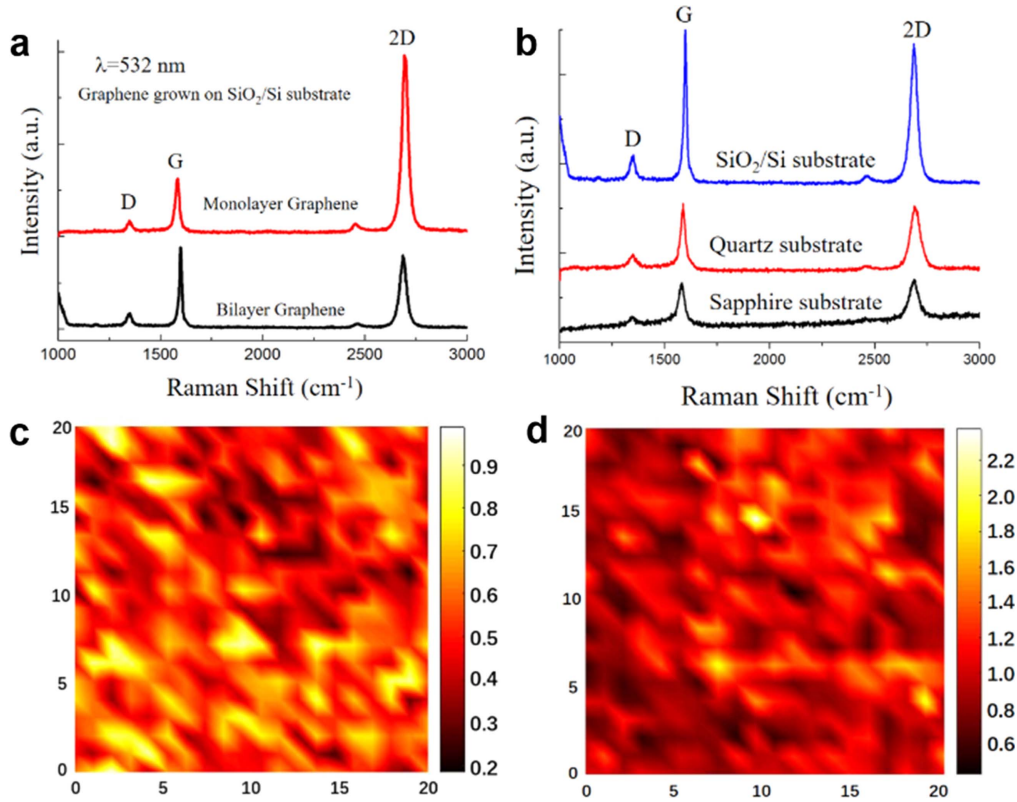 a
2D
λ=532 nm
Graphene grown on SiO₂/Si substrate
G
D
Monolayer Graphene
Bilayer Graphene
Intensity (a.u.)
1000 1500 2000 2500 3000
Raman Shift (cm⁻¹)
b
G
2D
D
SiO₂/Si substrate
Quartz substrate
Sapphire substrate
Intensity (a.u.)
1000 1500 2000 2500 3000
Raman Shift (cm⁻¹)
c
20
15
10
5
0
0 5 10 15 20
0.9
0.8
0.7
0.6
0.5
0.4
0.3
0.2
d
20
15
10
5
0
0 5 10 15 20
2.2
2.0
1.8
1.6
1.4
1.2
1.0
0.8
0.6